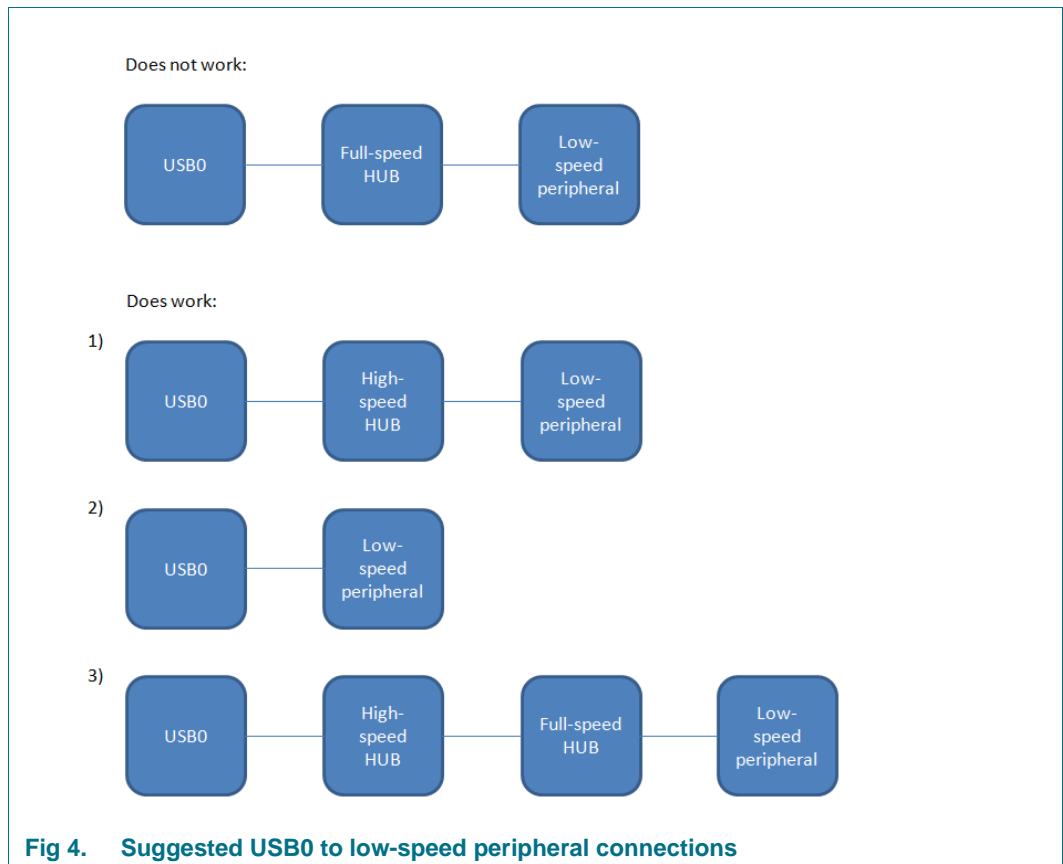 Does not work:
USB0
Full-speed
HUB
Low-
speed
peripheral
Does work:
1)
USB0
High-
speed
HUB
Low-
speed
peripheral
2)
USB0
Low-
speed
peripheral
3)
USB0
High-
speed
HUB
Full-speed
HUB
Low-
speed
peripheral
Fig 4. Suggested USB0 to low-speed peripheral connections